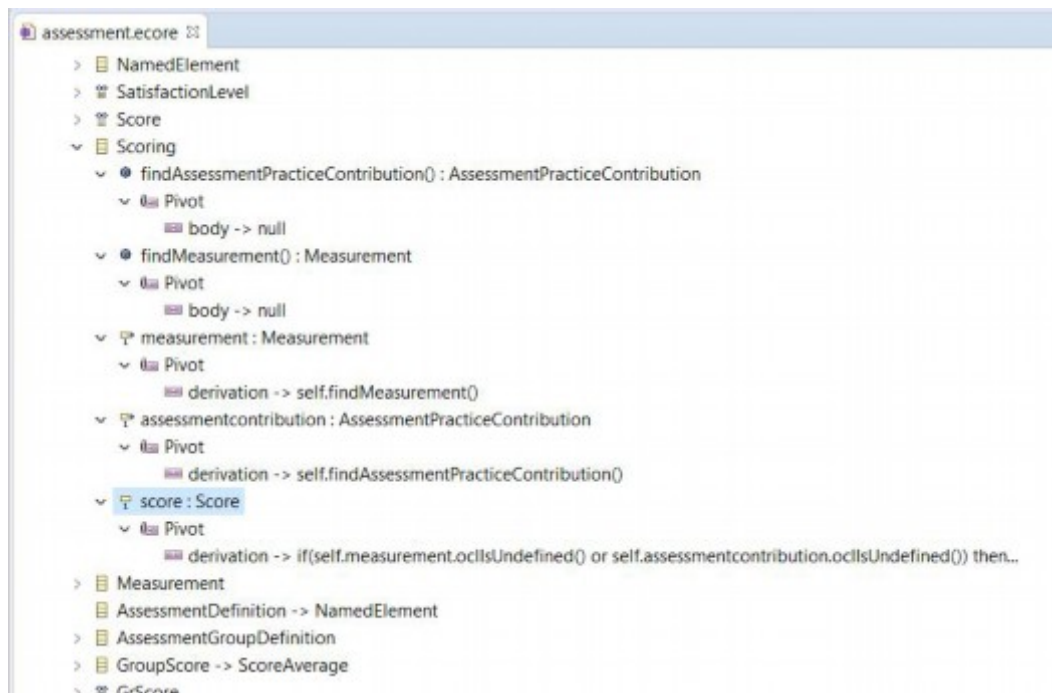 assessment.ecore
NamedElement
SatisfactionLevel
Score
Scoring
findAssessmentPracticeContribution() : AssessmentPracticeContribution
Pivot
body -> null
findMeasurement() : Measurement
Pivot
body -> null
measurement : Measurement
Pivot
derivation -> self.findMeasurement()
assessmentcontribution : AssessmentPracticeContribution
Pivot
derivation -> self.findAssessmentPracticeContribution()
score : Score
Pivot
derivation -> if(self.measurement.oclIsUndefined() or self.assessmentcontribution.oclIsUndefined()) then...
Measurement
AssessmentDefinition -> NamedElement
AssessmentGroupDefinition
GroupScore -> ScoreAverage
GrScore